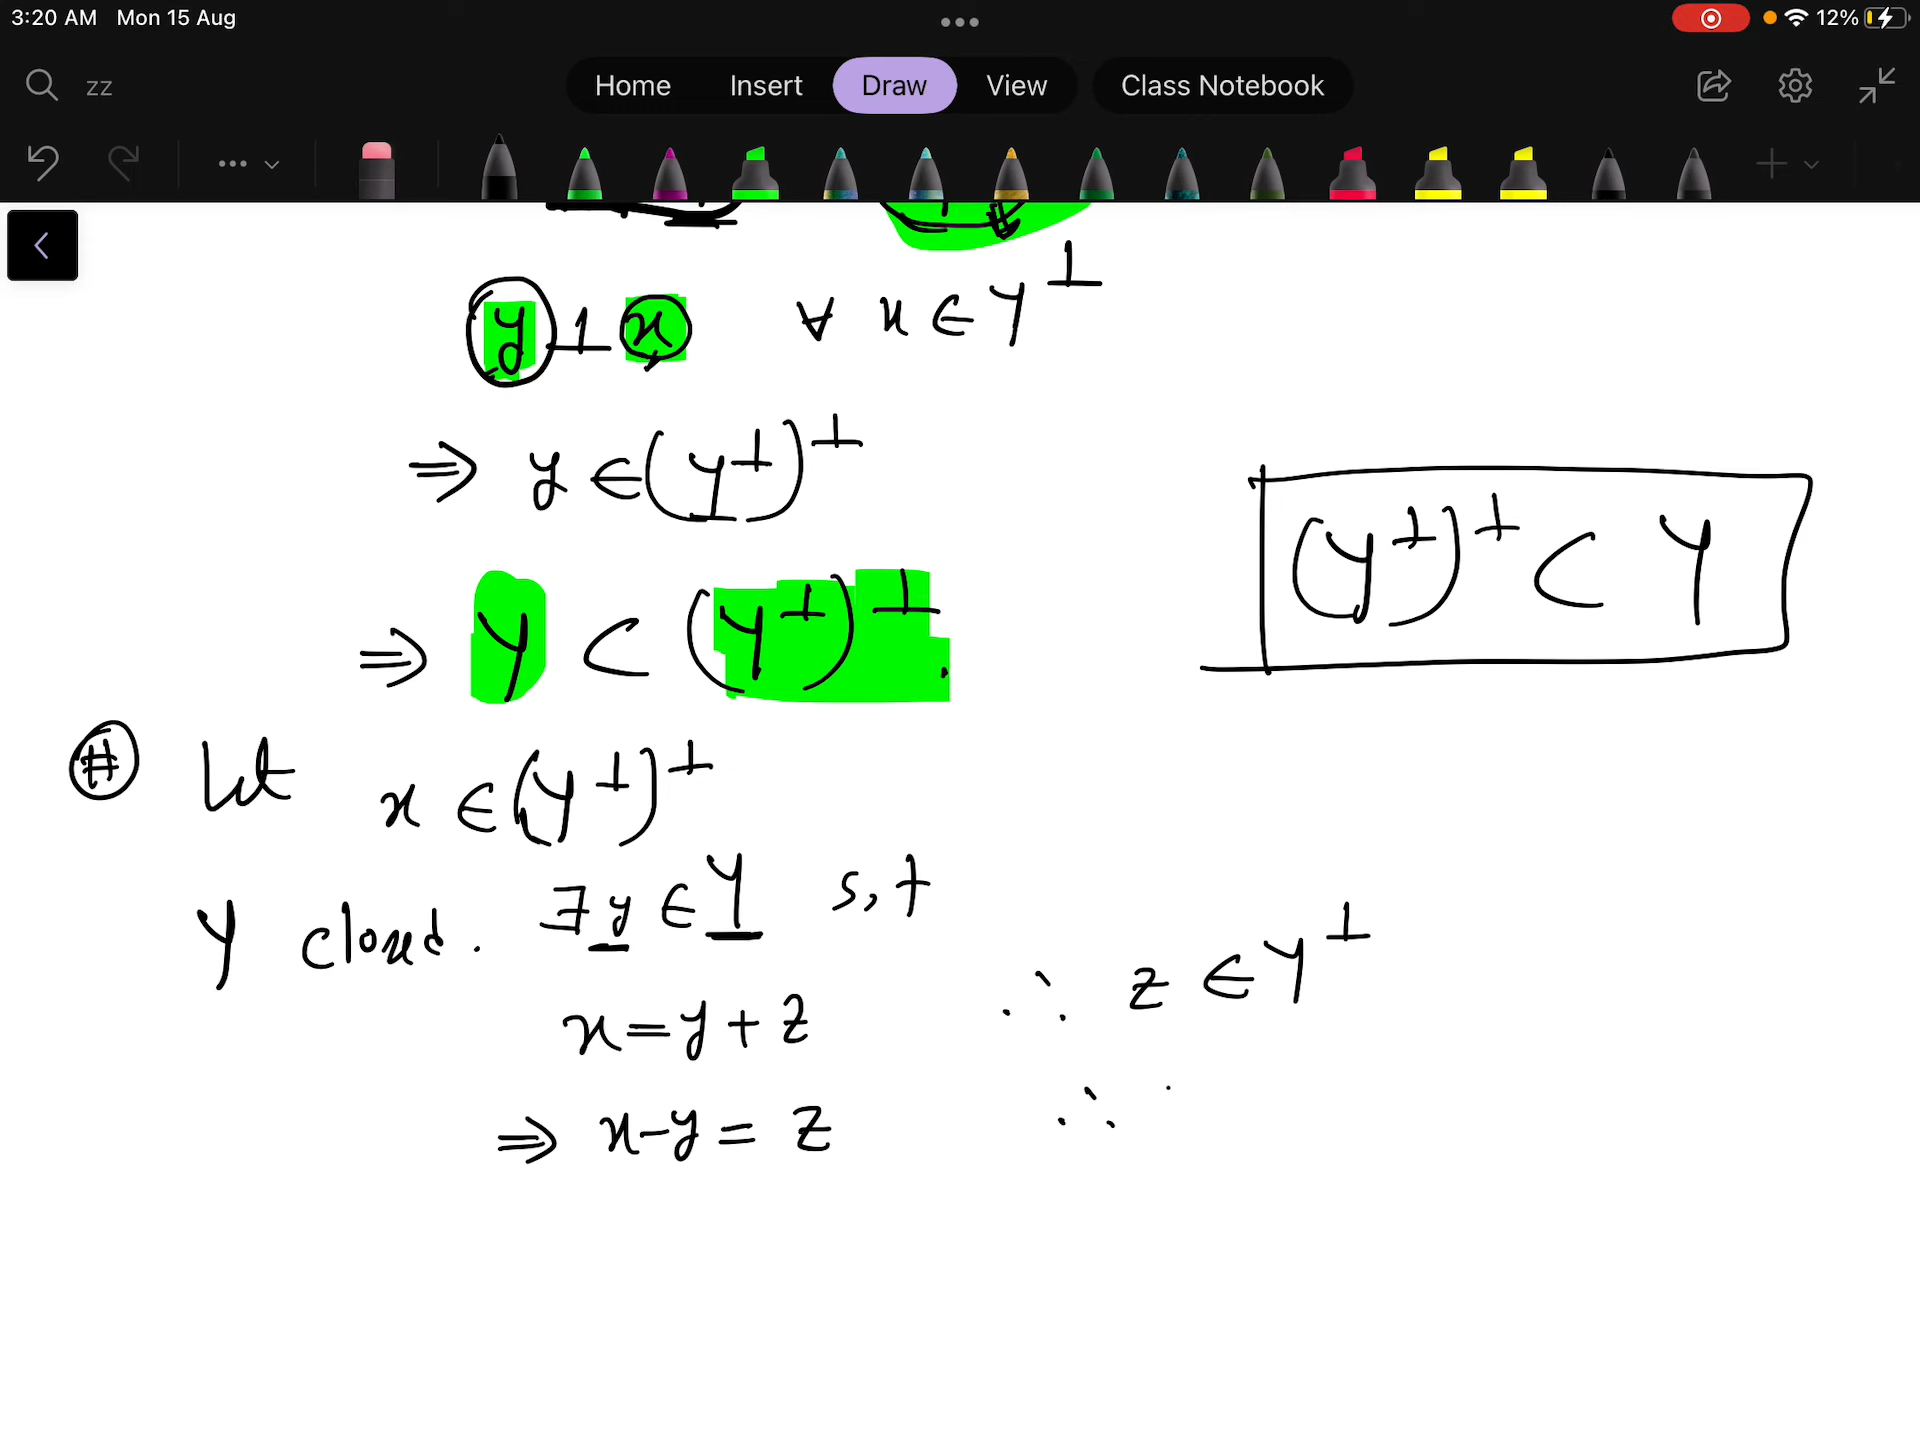 3:20 AM Mon 15 Aug
12%
zz
Home Insert Draw View Class Notebook
y ⊥ x ∀ x ∈ Y^⊥
⇒ y ∈ (Y^⊥)^⊥
⇒ Y ⊂ (Y^⊥)^⊥.
(Y^⊥)^⊥ ⊂ Y
# Let x ∈ (Y^⊥)^⊥
Y closed. ∃ y ∈ Y s,t
x = y + z
∴ z ∈ Y^⊥
⇒ x - y = z
∴